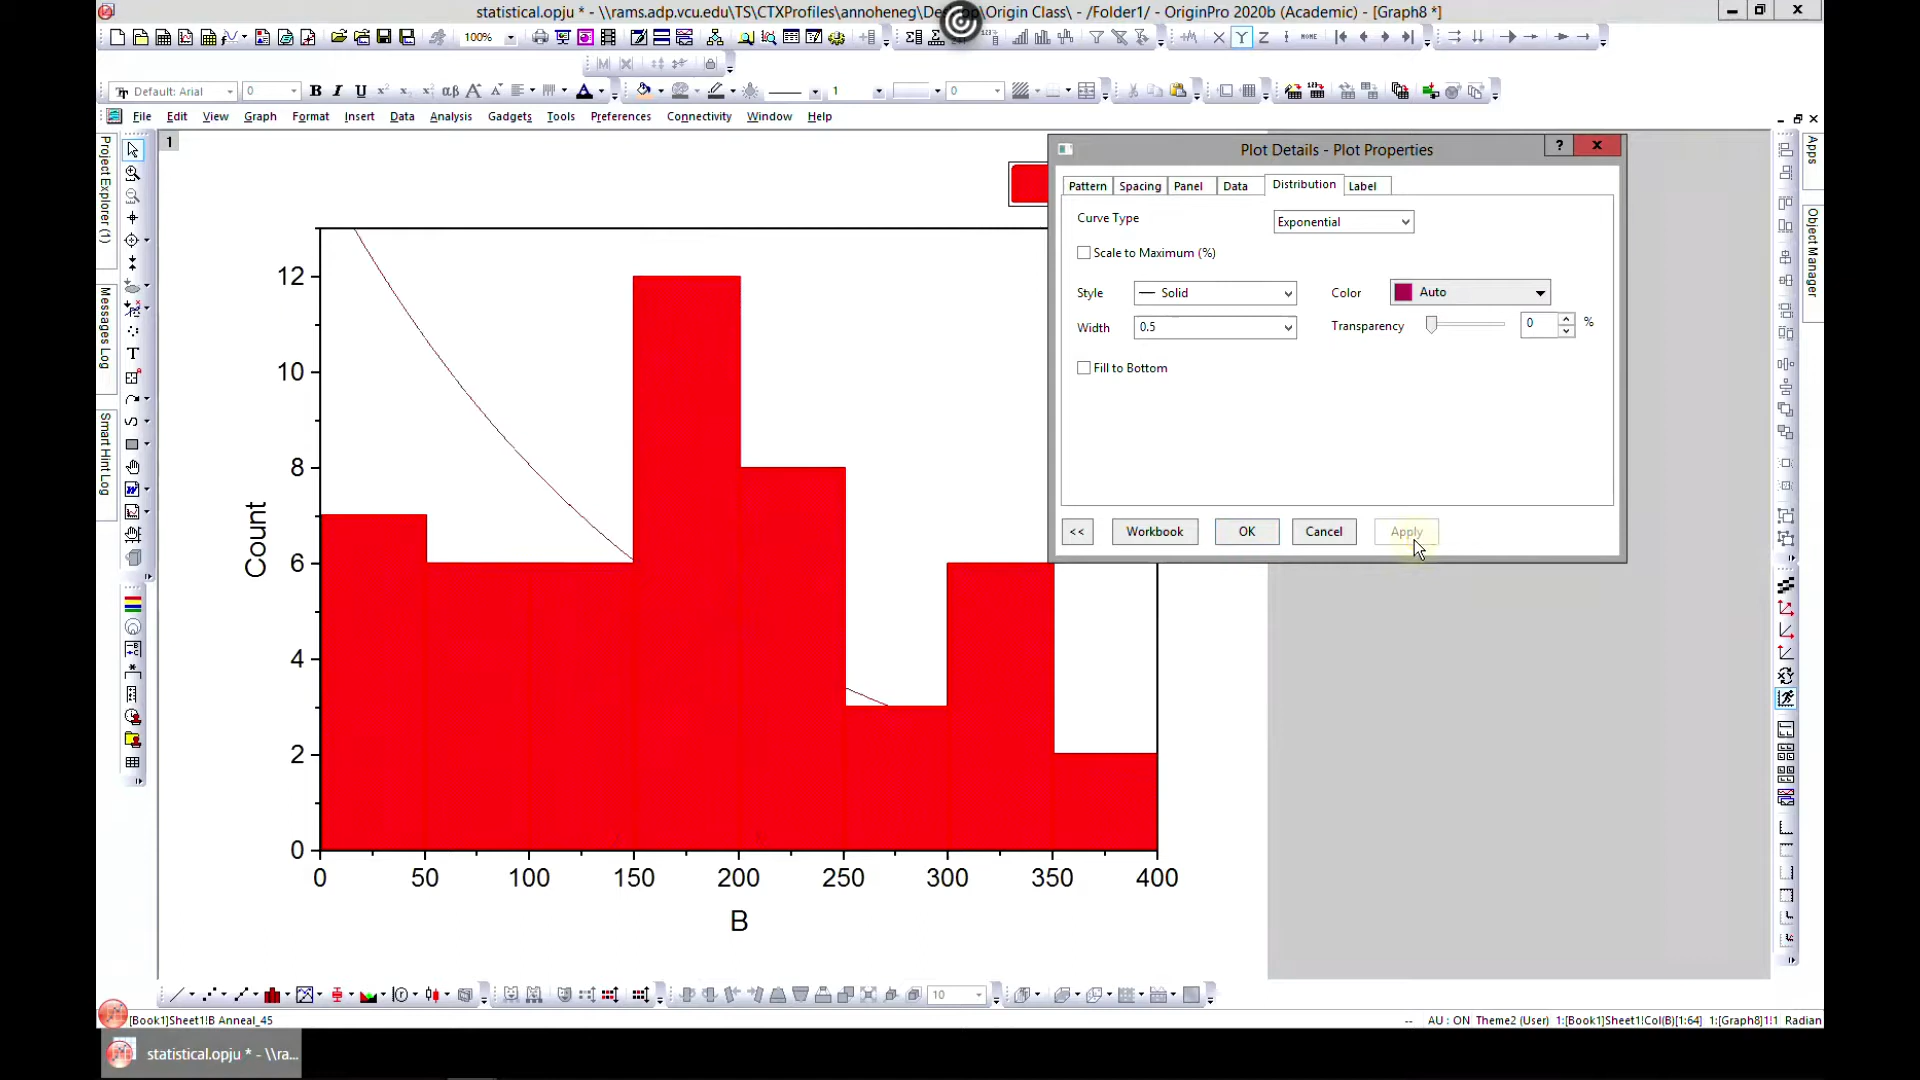 statistical.opju * - \\rams.adp.vcu.edu\TS\CTXProfiles\annoheneg\Desktop\Origin Class\ - /Folder1/ - OriginPro 2020b (Academic) - [Graph8 *]
100%
Default: Arial 0 B I U αβ A A A 1 0
File Edit View Graph Format Insert Data Analysis Gadgets Tools Preferences Connectivity Window Help
1
Project Explorer (1)
Messages Log
Smart Hint Log
Apps
Object Manager
Plot Details - Plot Properties
Pattern Spacing Panel Data Distribution Label
Curve Type Exponential
Scale to Maximum (%)
Style Solid Color Auto
Width 0.5 Transparency 0 %
Fill to Bottom
<< Workbook OK Cancel Apply
12
10
8
6
4
2
0
Count
0 50 100 150 200 250 300 350 400
B
10
[Book1]Sheet1!B Anneal_45
-- AU : ON Theme2 (User) 1:[Book1]Sheet1!Col(B)[1:64] 1:[Graph8]1!1 Radian
statistical.opju * - \\ra...